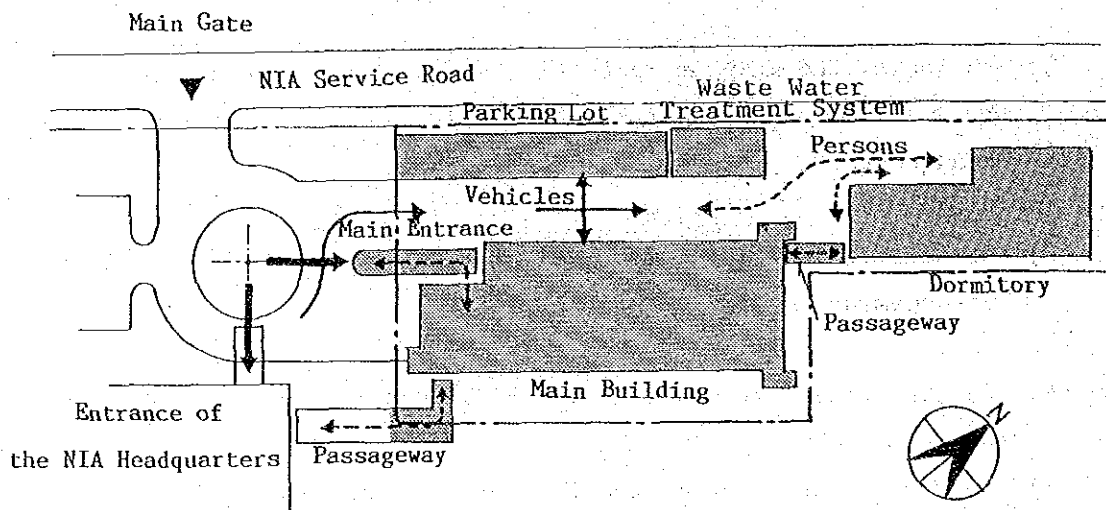 Main Gate
NIA Service Road
Waste Water
Parking Lot Treatment System
Persons
Vehicles
Main Entrance
Dormitory
Passageway
Main Building
Entrance of
the NIA Headquarters
Passageway
N